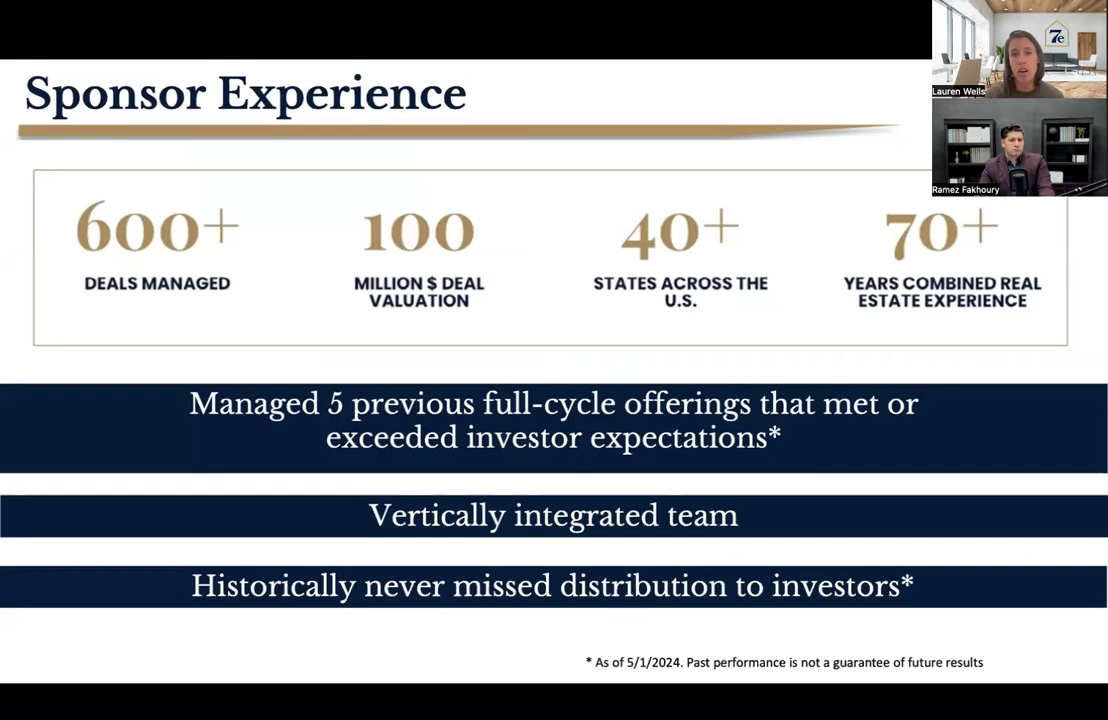 Sponsor Experience
7e
Lauren Wells
Ramez Fakhoury
600+
100
40+
70+
DEALS MANAGED
MILLION $ DEAL
VALUATION
STATES ACROSS THE
U.S.
YEARS COMBINED REAL
ESTATE EXPERIENCE
Managed 5 previous full-cycle offerings that met or
exceeded investor expectations*
Vertically integrated team
Historically never missed distribution to investors*
* As of 5/1/2024. Past performance is not a guarantee of future results